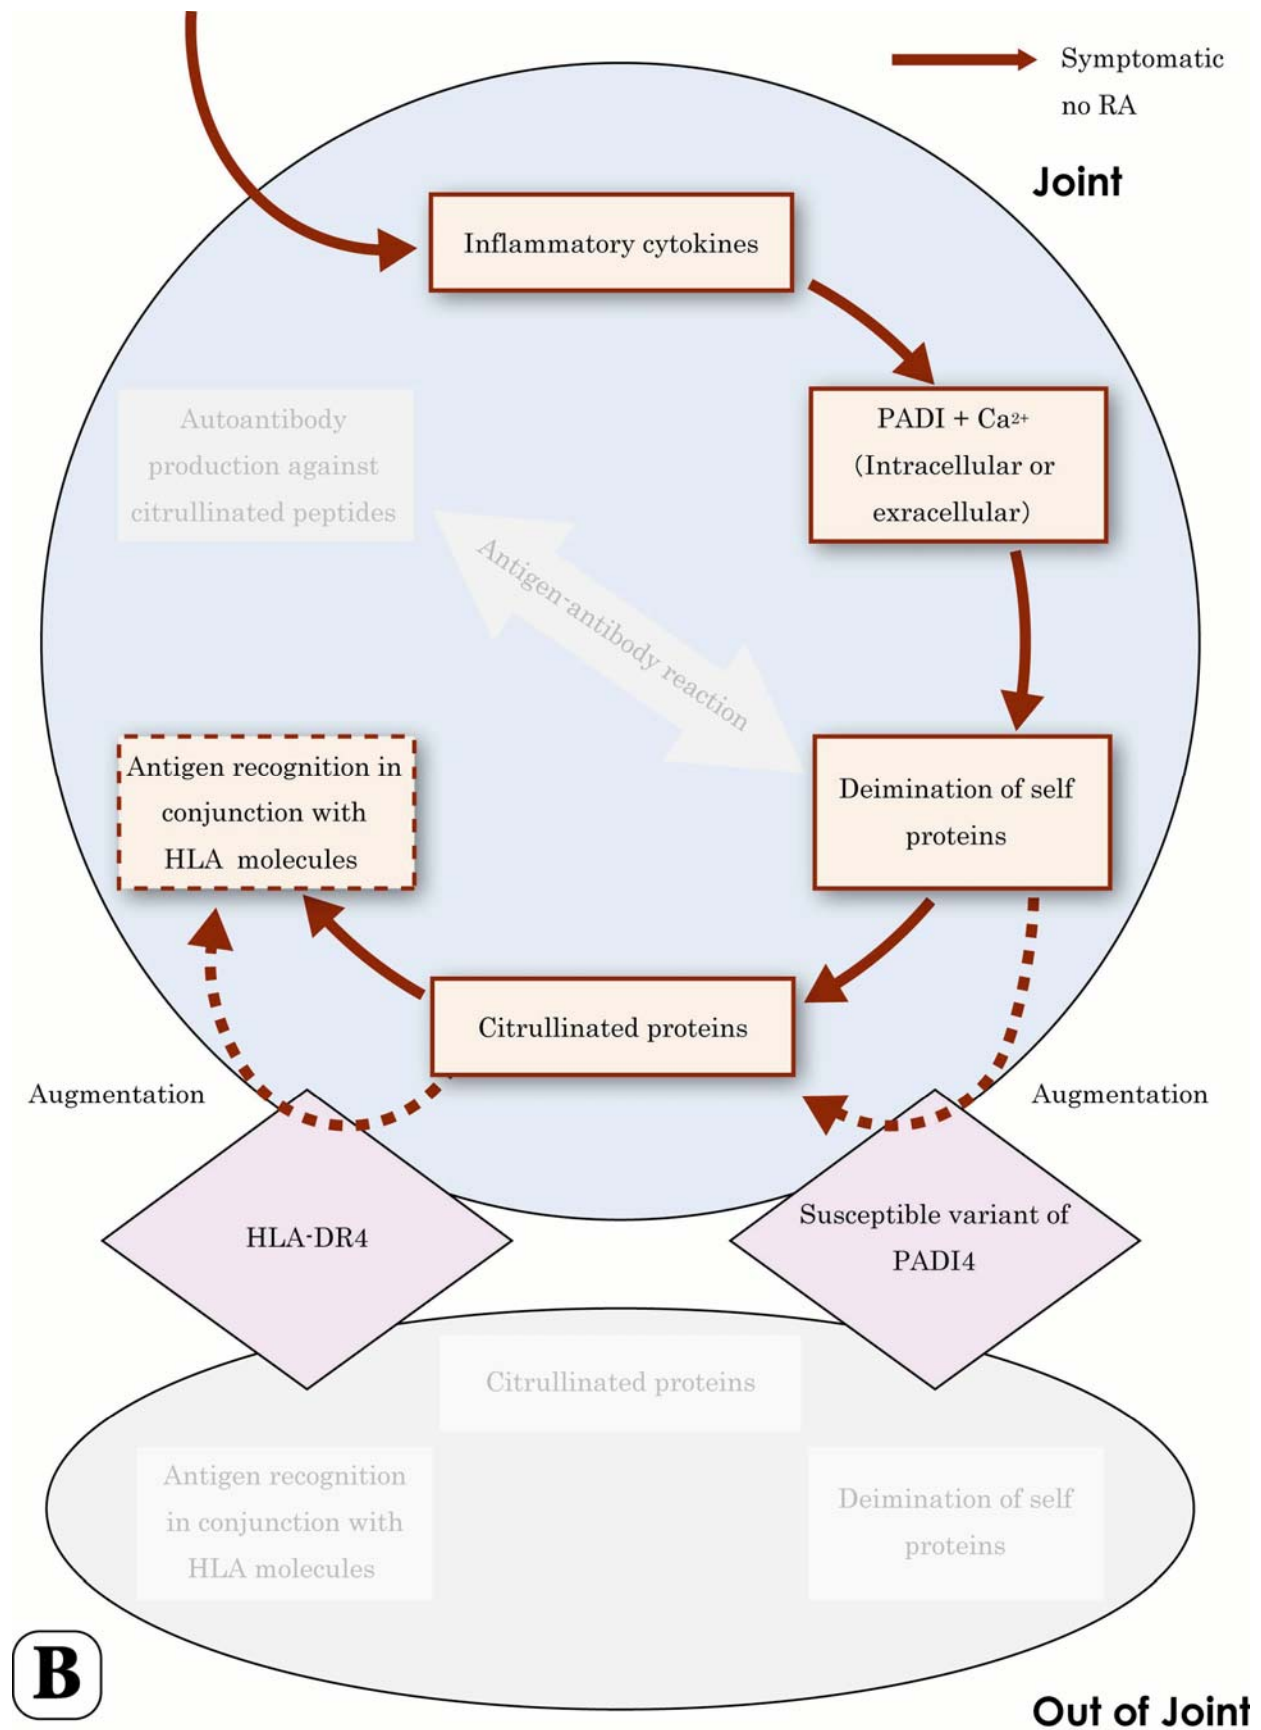 Symptomatic
no RA
Joint
Inflammatory cytokines
PADI + Ca2+
(Intracellular or
exracellular)
Autoantibody
production against
citrullinated peptides
Antigen-antibody reaction
Antigen recognition in
conjunction with
HLA molecules
Deimination of self
proteins
Citrullinated proteins
Augmentation
Augmentation
HLA-DR4
Susceptible variant of
PADI4
Citrullinated proteins
Antigen recognition
in conjunction with
HLA molecules
Deimination of self
proteins
B
Out of Joint